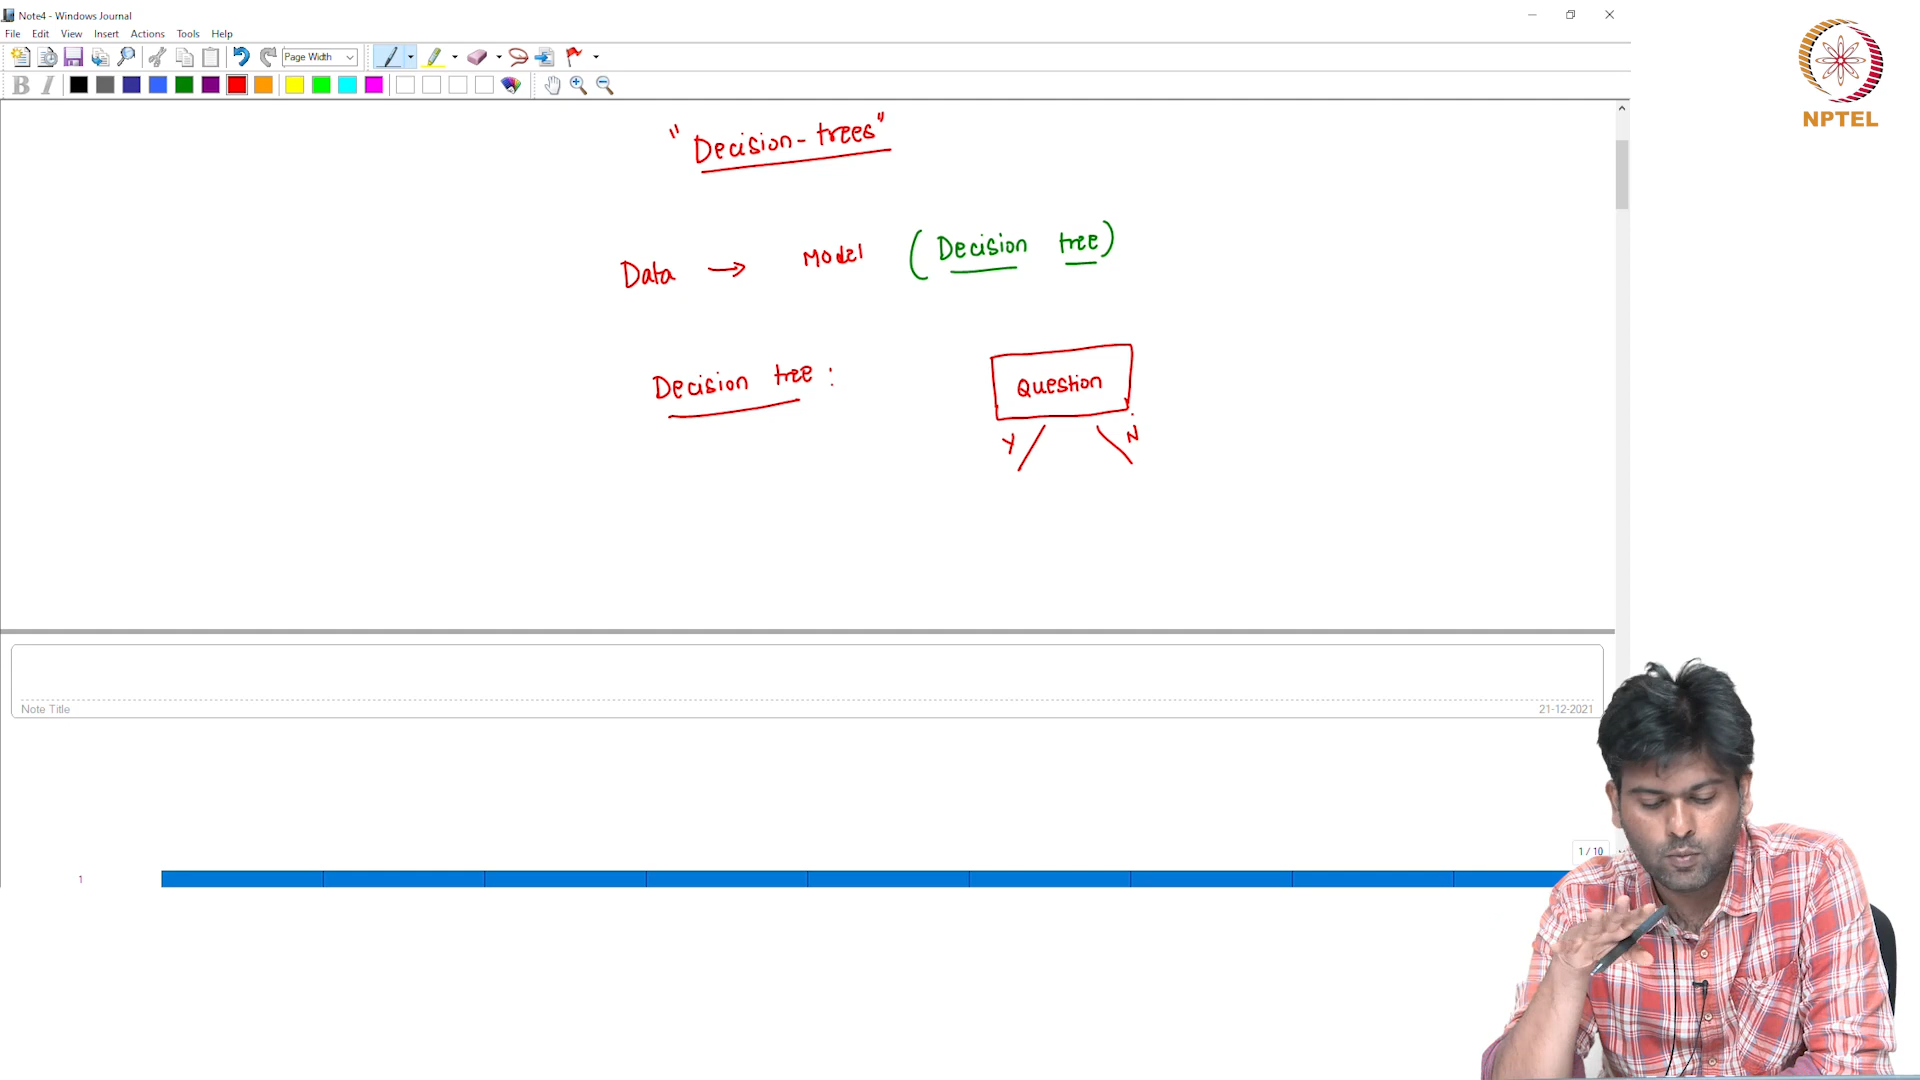 Note4 - Windows Journal
File Edit View Insert Actions Tools Help
Page Width
B I
NPTEL
"Decision-trees"
Data → Model (Decision tree)
Decision tree :
Question
Y N
Note Title
21-12-2021
1 / 10
1